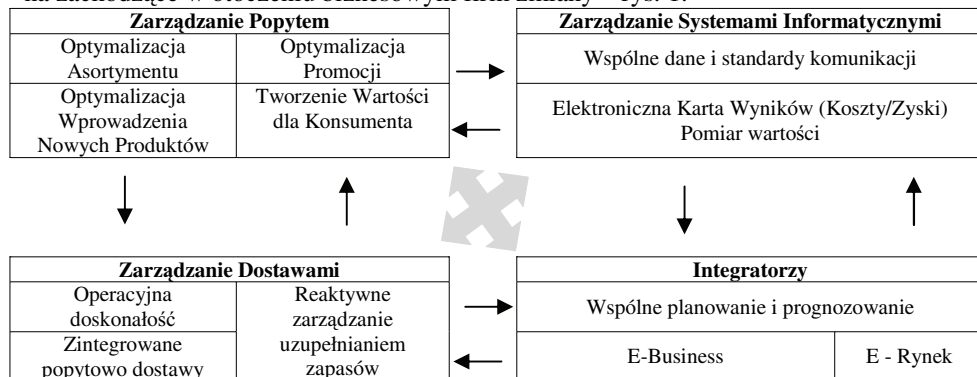 na zachodzące w otoczeniu biznesowym firm zmiany – rys. 1.
Zarządzanie Popytem
Optymalizacja
Asortymentu
Optymalizacja
Promocji
Optymalizacja
Wprowadzenia
Nowych Produktów
Tworzenie Wartości
dla Konsumenta
Zarządzanie Systemami Informatycznymi
Wspólne dane i standardy komunikacji
Elektroniczna Karta Wyników (Koszty/Zyski)
Pomiar wartości
Zarządzanie Dostawami
Operacyjna
doskonałość
Reaktywne
zarządzanie
uzupełnianiem
zapasów
Zintegrowane
popytowo dostawy
Integratorzy
Wspólne planowanie i prognozowanie
E-Business
E - Rynek